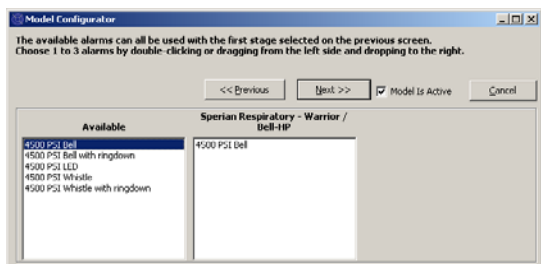 Model Configurator
The available alarms can all be used with the first stage selected on the previous screen.
Choose 1 to 3 alarms by double-clicking or dragging from the left side and dropping to the right.
<< Previous
Next >>
Model Is Active
Cancel
Available
Sperian Respiratory - Warrior /
Bell-HP
4500 PSI Bell
4500 PSI Bell with ringdown
4500 PSI LED
4500 PSI Whistle
4500 PSI Whistle with ringdown
4500 PSI Bell